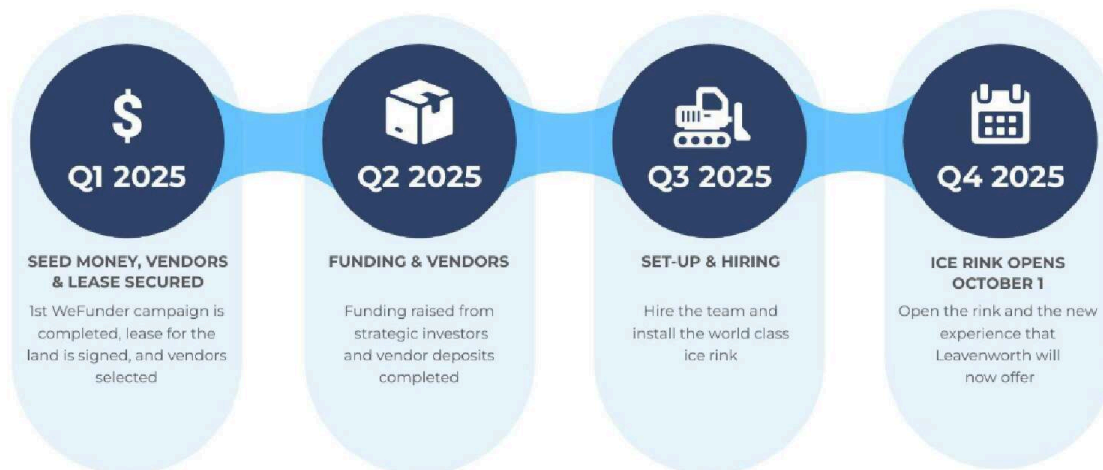 $
Q1 2025
SEED MONEY, VENDORS
& LEASE SECURED
1st WeFunder campaign is
completed, lease for the
land is signed, and vendors
selected
Q2 2025
FUNDING & VENDORS
Funding raised from
strategic investors
and vendor deposits
completed
Q3 2025
SET-UP & HIRING
Hire the team and
install the world class
ice rink
Q4 2025
ICE RINK OPENS
OCTOBER 1
Open the rink and the new
experience that
Leavenworth will
now offer